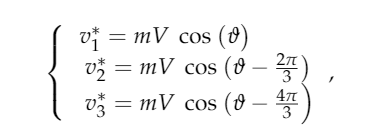 v₁* = mV cos (ϑ)
v₂* = mV cos (ϑ − 2π/3)
v₃* = mV cos (ϑ − 4π/3) ,